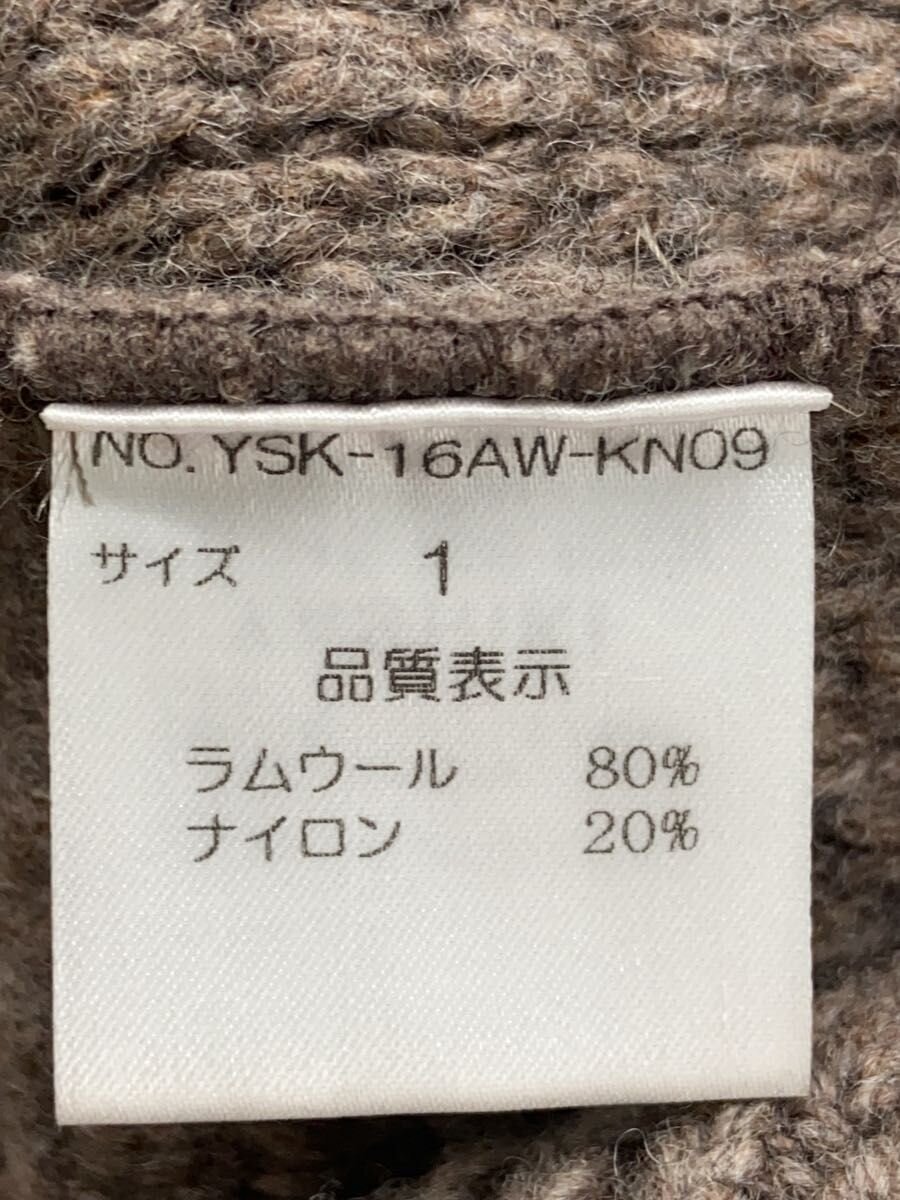 NO. YSK-16AW-KN09
サイズ 1
品質表示
ラムウール 80%
ナイロン 20%